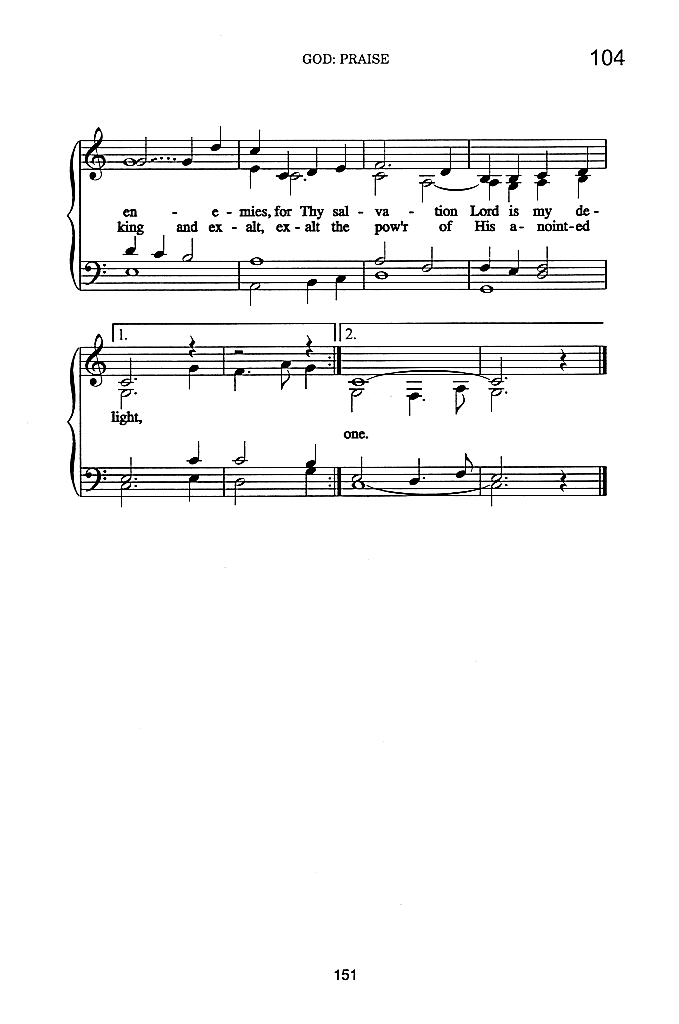 GOD: PRAISE
104
en - e - mies, for Thy sal - va - tion Lord is my de -
king and ex - alt, ex - alt the pow'r of His a - noint-ed
1. 2.
light,
one.
151